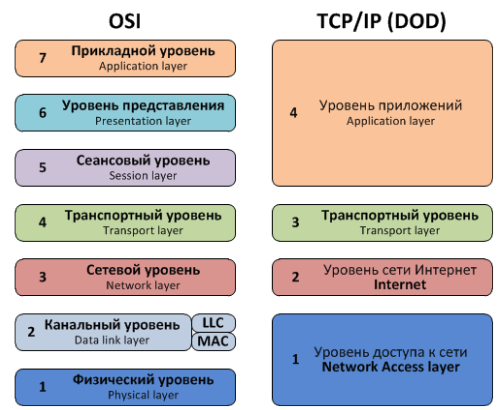 OSI
7 Прикладной уровень
Application layer
6 Уровень представления
Presentation layer
5 Сеансовый уровень
Session layer
4 Транспортный уровень
Transport layer
3 Сетевой уровень
Network layer
2 Канальный уровень
Data link layer
LLC
MAC
1 Физический уровень
Physical layer
TCP/IP (DOD)
4 Уровень приложений
Application layer
3 Транспортный уровень
Transport layer
2 Уровень сети Интернет
Internet
1 Уровень доступа к сети
Network Access layer